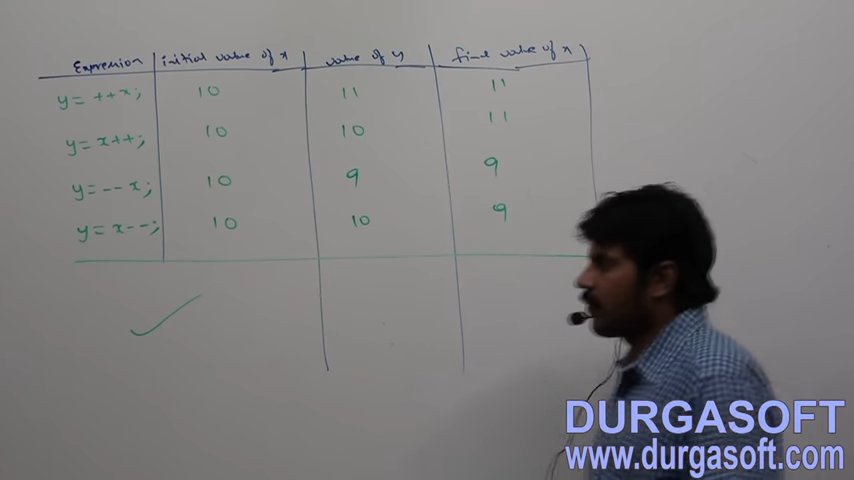 Expression initial value of x value of y final value of x
y = ++x; 10 11 11
y = x++; 10 10 11
y = --x; 10 9 9
y = x--; 10 10 9
DURGASOFT
www.durgasoft.com